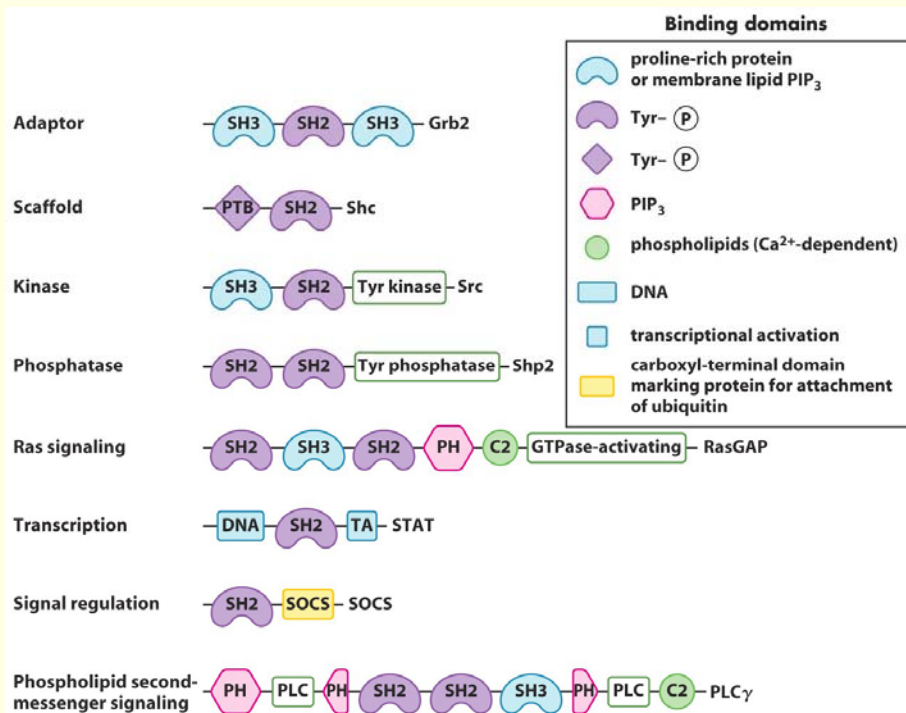 Binding domains
proline-rich protein
or membrane lipid PIP3
Tyr– P
Tyr– P
PIP3
phospholipids (Ca2+-dependent)
DNA
transcriptional activation
carboxyl-terminal domain
marking protein for attachment
of ubiquitin
Adaptor SH3 SH2 SH3 Grb2
Scaffold PTB SH2 Shc
Kinase SH3 SH2 Tyr kinase Src
Phosphatase SH2 SH2 Tyr phosphatase Shp2
Ras signaling SH2 SH3 SH2 PH C2 GTPase-activating RasGAP
Transcription DNA SH2 TA STAT
Signal regulation SH2 SOCS SOCS
Phospholipid second-
messenger signaling PH PLC PH SH2 SH2 SH3 PH PLC C2 PLCγ